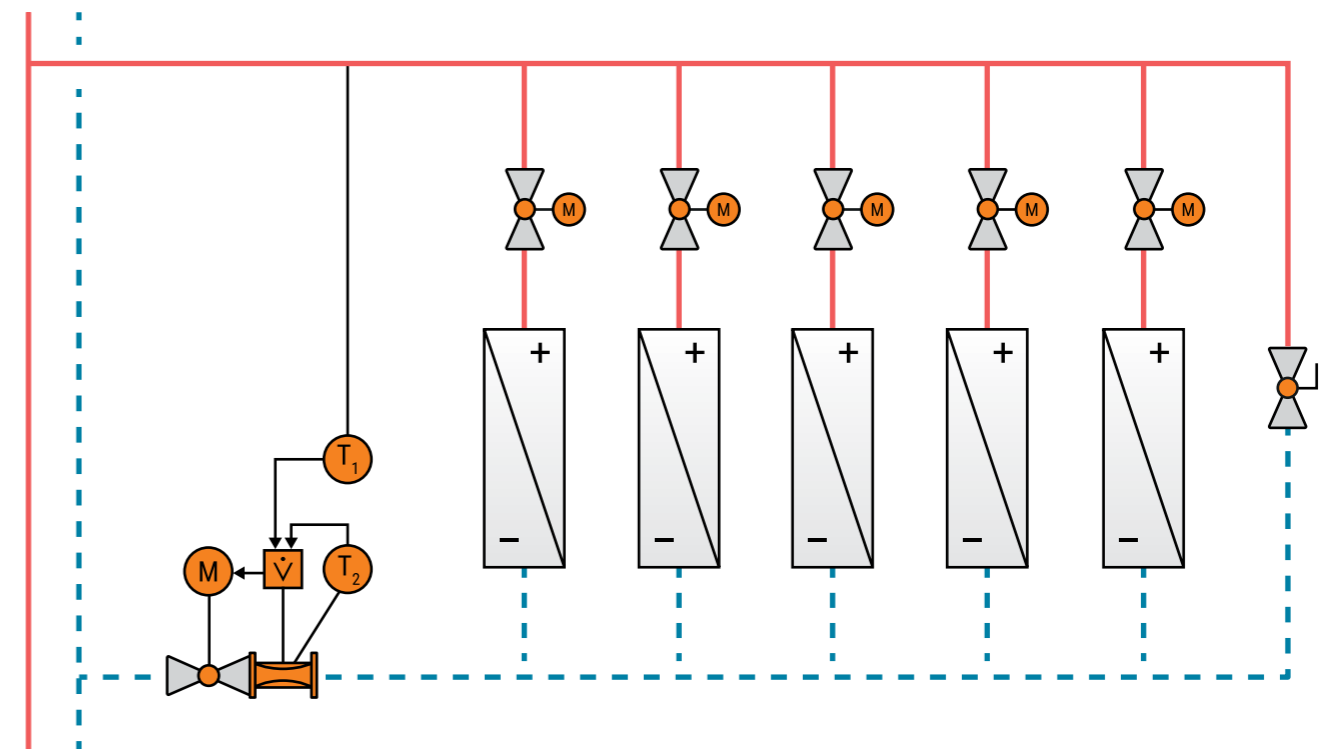 M M M M M
+ + + + +
T₁
M V̇ T₂
− − − − −